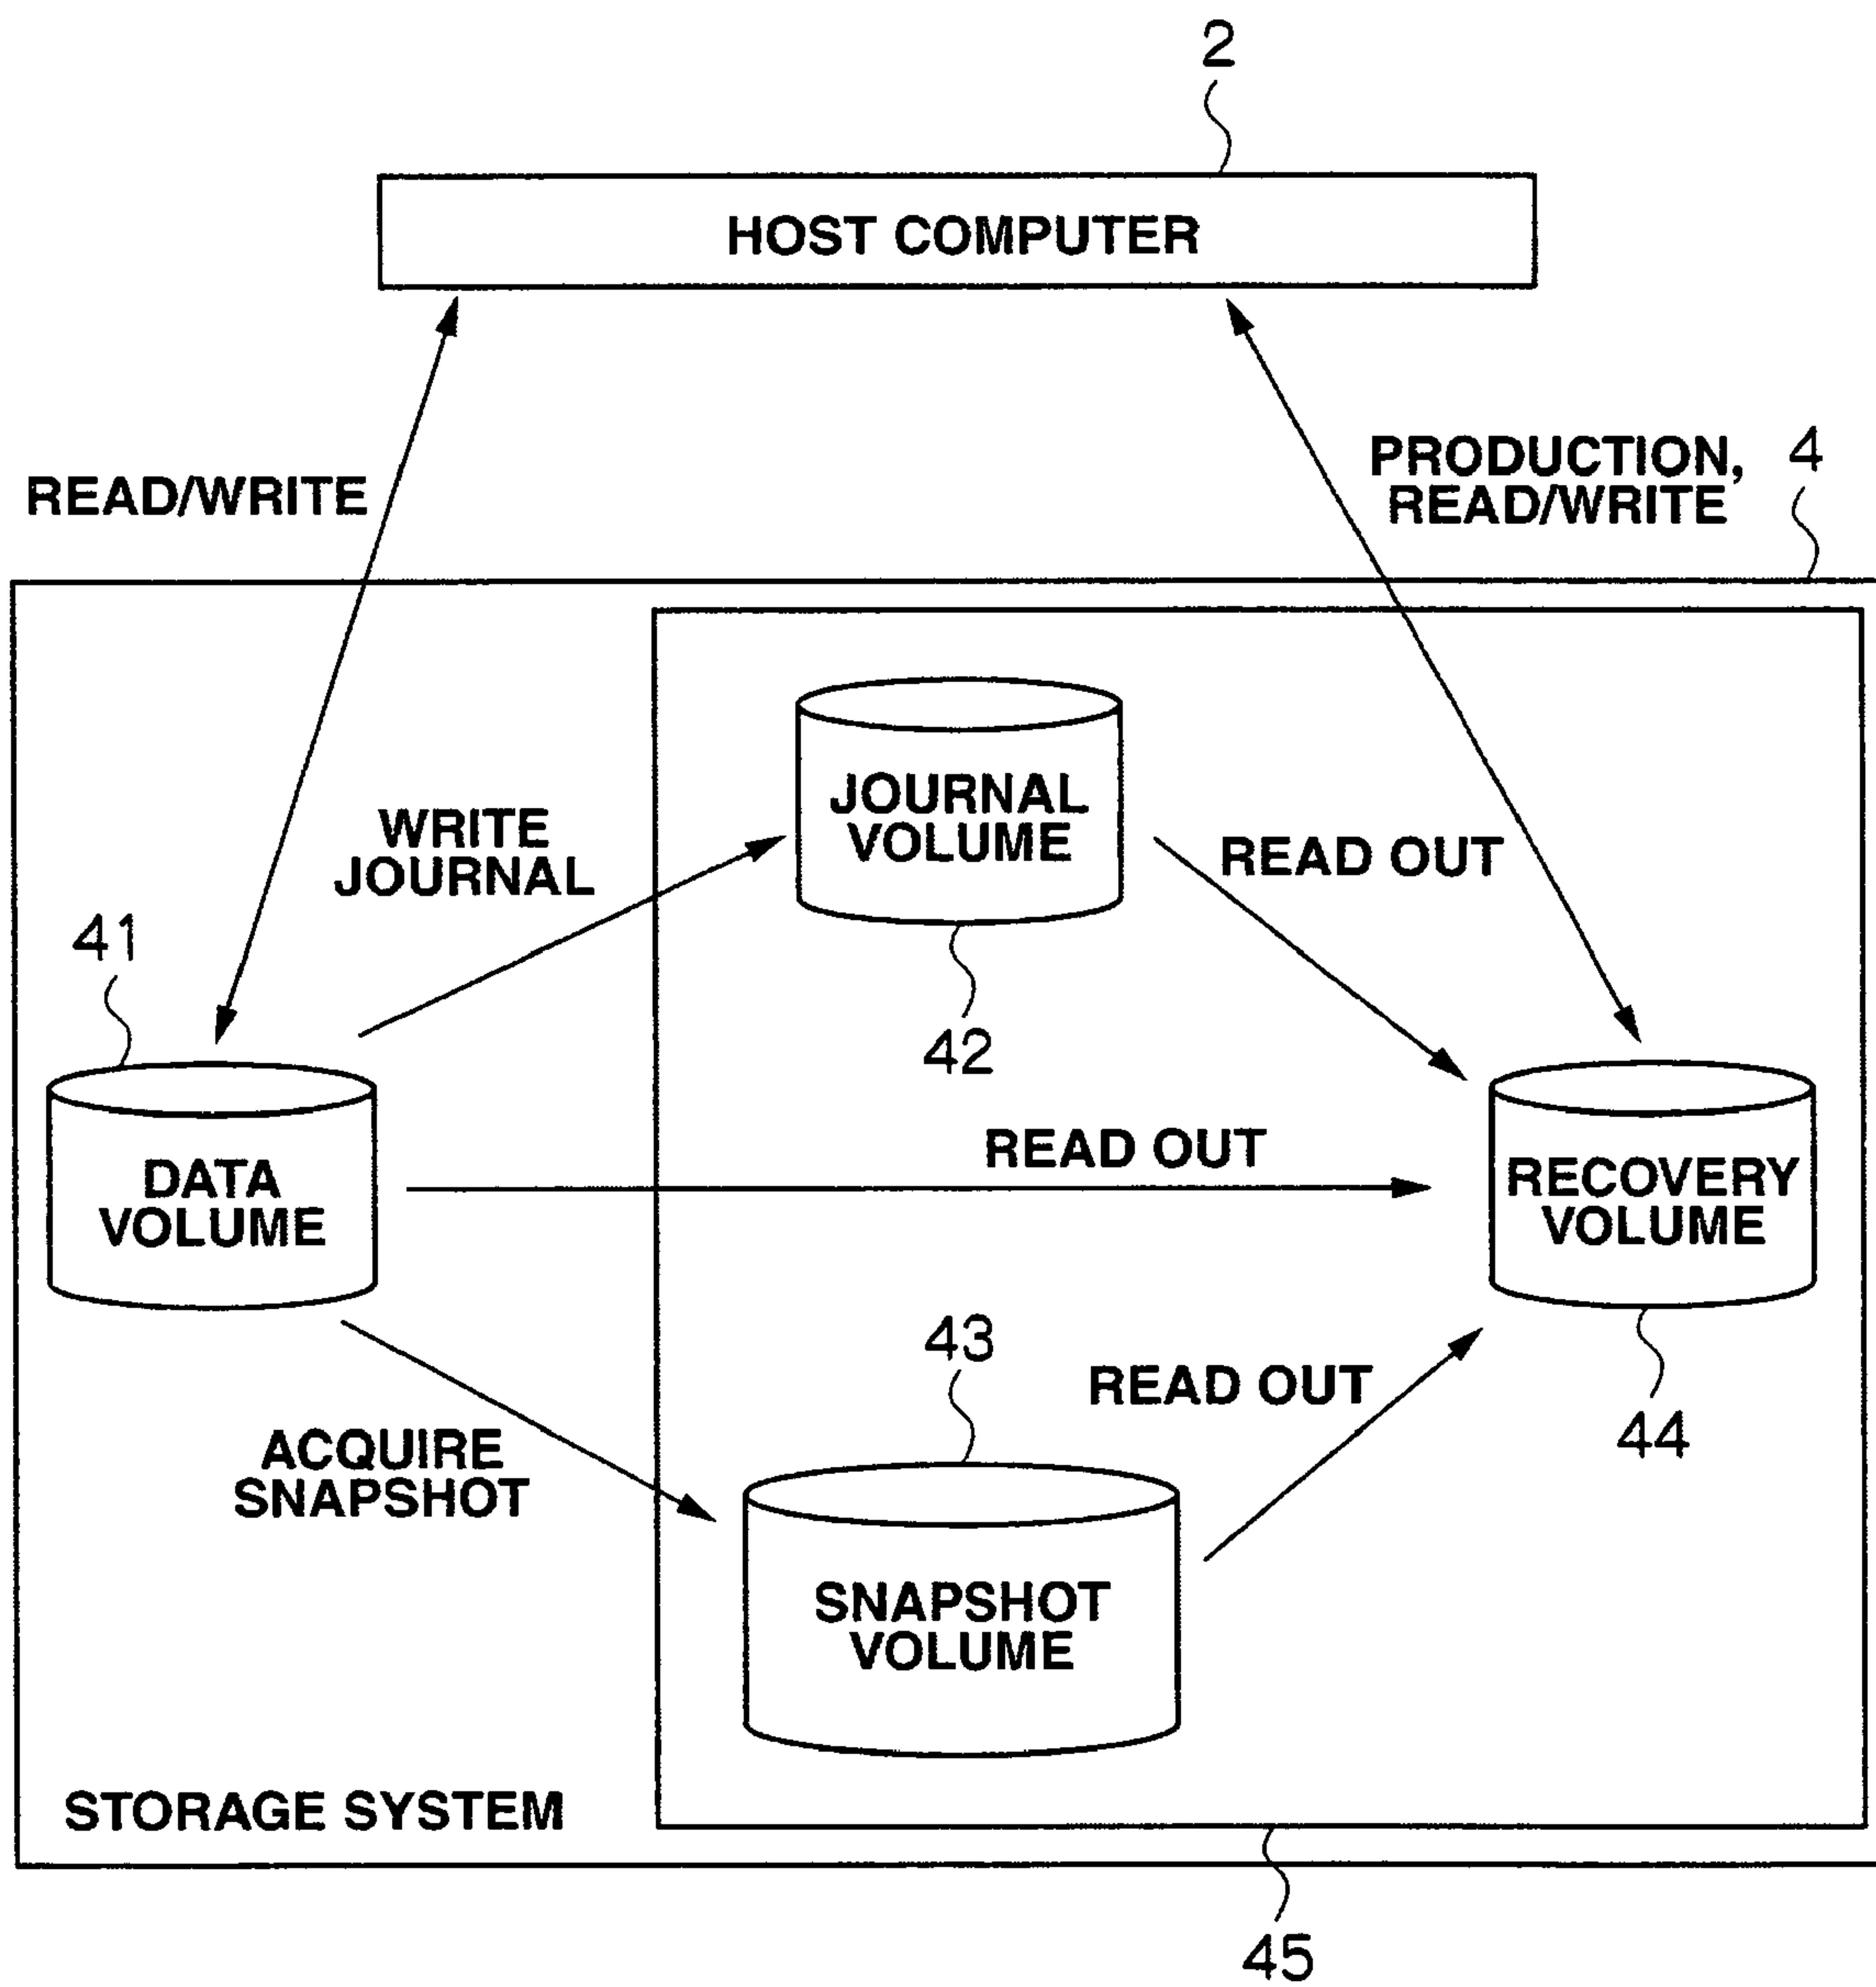 2
HOST COMPUTER
READ/WRITE
PRODUCTION,
READ/WRITE
4
JOURNAL
VOLUME
WRITE
JOURNAL
READ OUT
41
42
DATA
VOLUME
READ OUT
RECOVERY
VOLUME
43
READ OUT
44
ACQUIRE
SNAPSHOT
SNAPSHOT
VOLUME
STORAGE SYSTEM
45